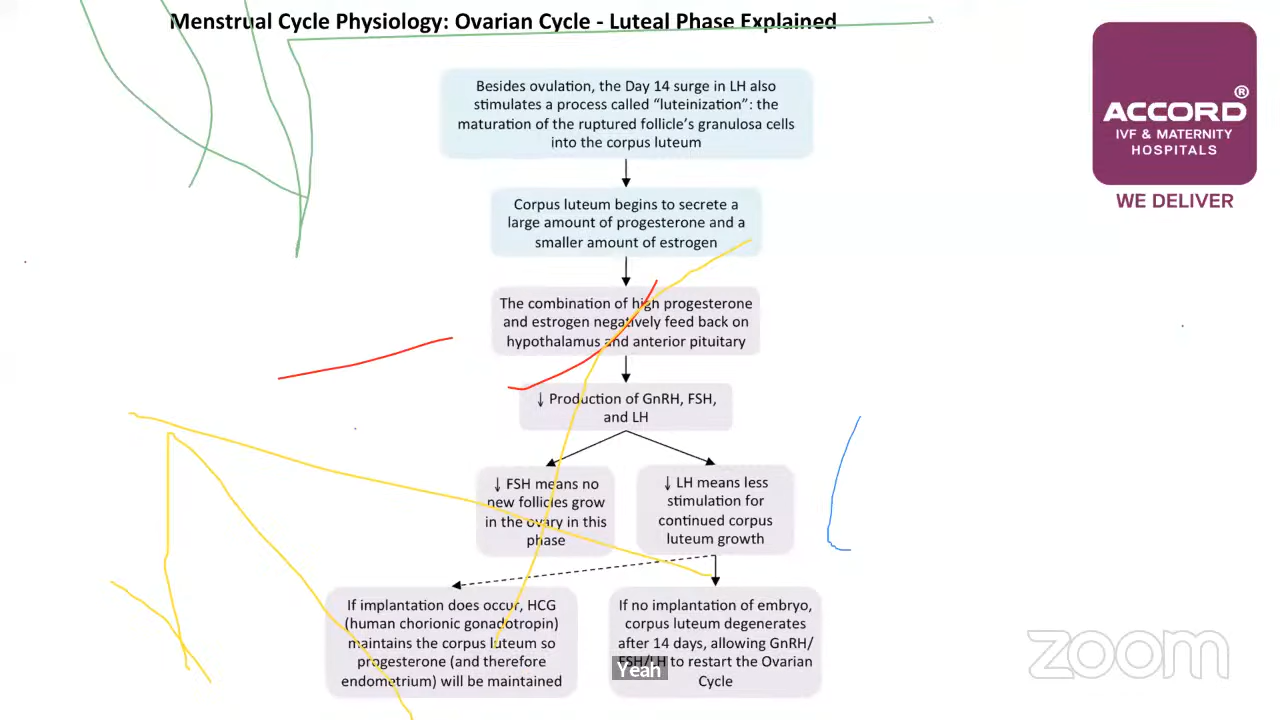 Menstrual Cycle Physiology: Ovarian Cycle - Luteal Phase Explained
Besides ovulation, the Day 14 surge in LH also
stimulates a process called “luteinization”: the
maturation of the ruptured follicle’s granulosa cells
into the corpus luteum
Corpus luteum begins to secrete a
large amount of progesterone and a
smaller amount of estrogen
The combination of high progesterone
and estrogen negatively feed back on
hypothalamus and anterior pituitary
↓ Production of GnRH, FSH,
and LH
↓ FSH means no
new follicles grow
in the ovary in this
phase
↓ LH means less
stimulation for
continued corpus
luteum growth
If implantation does occur, HCG
(human chorionic gonadotropin)
maintains the corpus luteum so
progesterone (and therefore
endometrium) will be maintained
If no implantation of embryo,
corpus luteum degenerates
after 14 days, allowing GnRH/
FSH/LH to restart the Ovarian
Cycle
Yeah
ACCORD®
IVF & MATERNITY
HOSPITALS
WE DELIVER
zoom